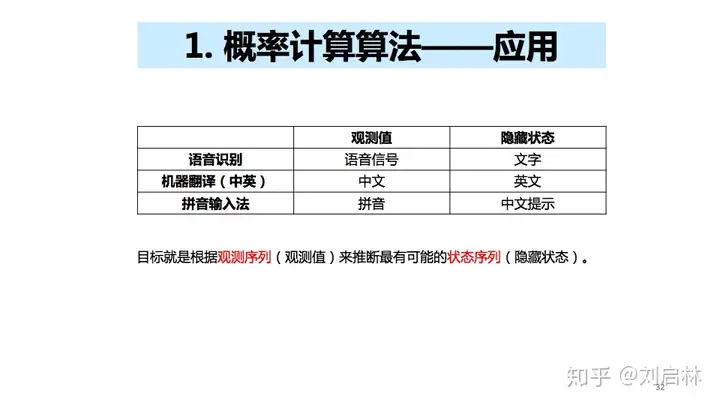 1. 概率计算算法——应用
观测值 隐藏状态
语音识别 语音信号 文字
机器翻译（中英） 中文 英文
拼音输入法 拼音 中文提示
目标就是根据观测序列（观测值）来推断最有可能的状态序列（隐藏状态）。
知乎 @刘启林
32